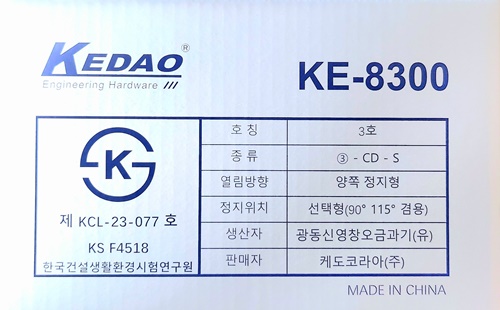 KEDAO®
Engineering Hardware ///
KE-8300
K
제 KCL-23-077 호
KS F4518
한국건설생활환경시험연구원
호 칭 3호
종 류 ③ - CD - S
열림방향 양쪽 정지형
정지위치 선택형(90° 115° 겸용)
생산자 광동신영창오금과기(유)
판매자 케도코라아(주)
MADE IN CHINA